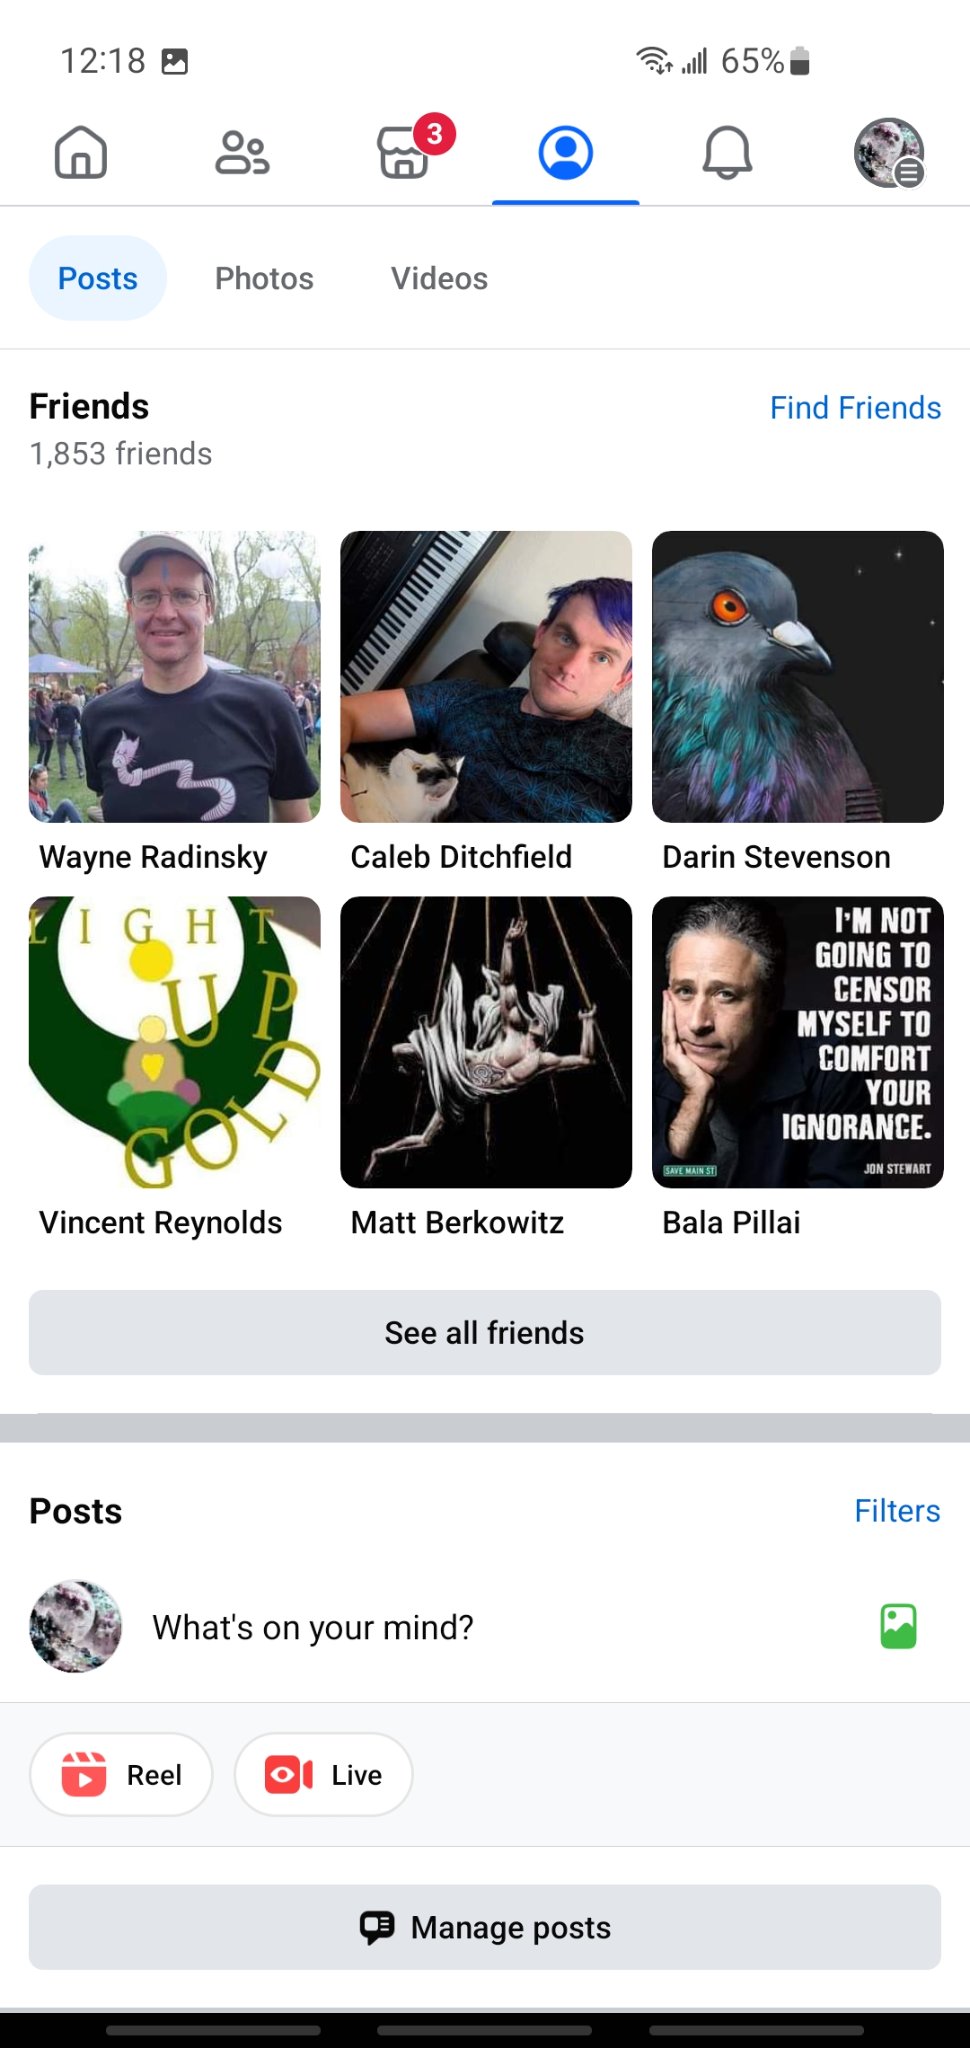 12:18 65%
3
Posts Photos Videos
Friends Find Friends
1,853 friends
Wayne Radinsky Caleb Ditchfield Darin Stevenson
LIGHT
UP
GOLD
I'M NOT
GOING TO
CENSOR
MYSELF TO
COMFORT
YOUR
IGNORANCE.
SAVE MAIN ST JON STEWART
Vincent Reynolds Matt Berkowitz Bala Pillai
See all friends
Posts Filters
What's on your mind?
Reel Live
Manage posts